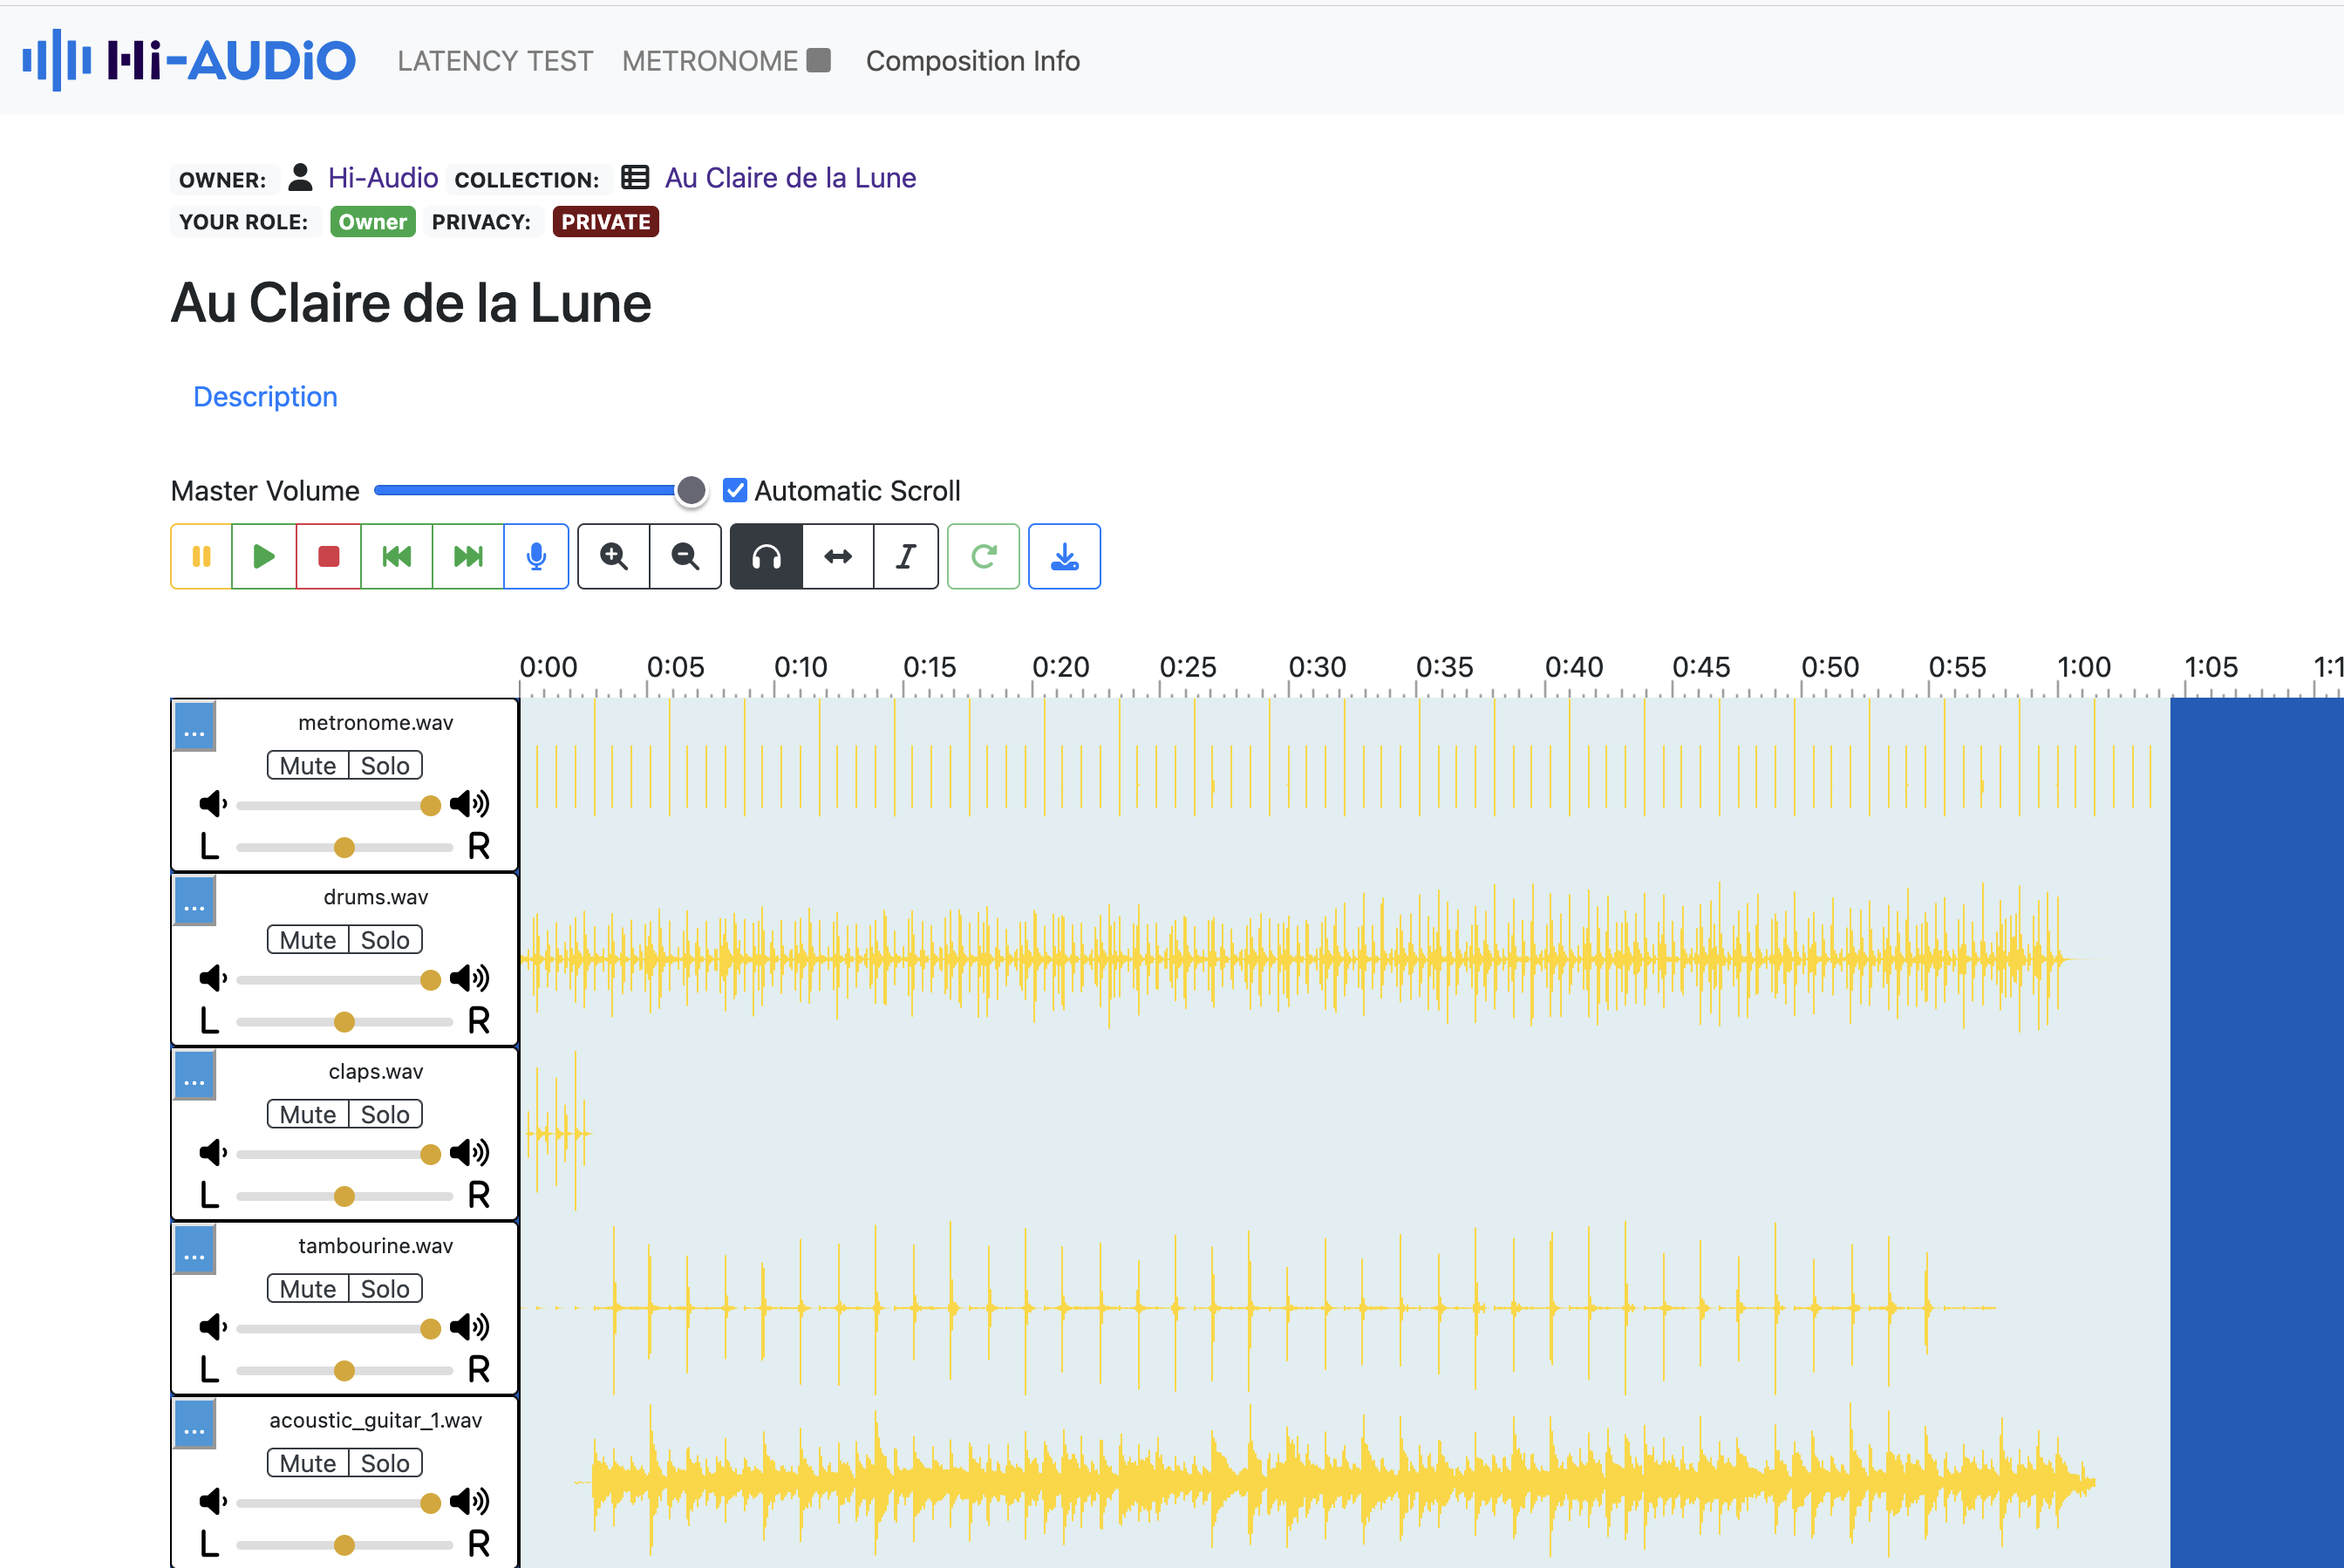 Hi-AUDiO LATENCY TEST METRONOME Composition Info
OWNER: Hi-Audio COLLECTION: Au Claire de la Lune
YOUR ROLE: Owner PRIVACY: PRIVATE
Au Claire de la Lune
Description
Master Volume Automatic Scroll
0:00 0:05 0:10 0:15 0:20 0:25 0:30 0:35 0:40 0:45 0:50 0:55 1:00 1:05 1:1
... metronome.wav
Mute Solo
L R
... drums.wav
Mute Solo
L R
... claps.wav
Mute Solo
L R
... tambourine.wav
Mute Solo
L R
... acoustic_guitar_1.wav
Mute Solo
L R